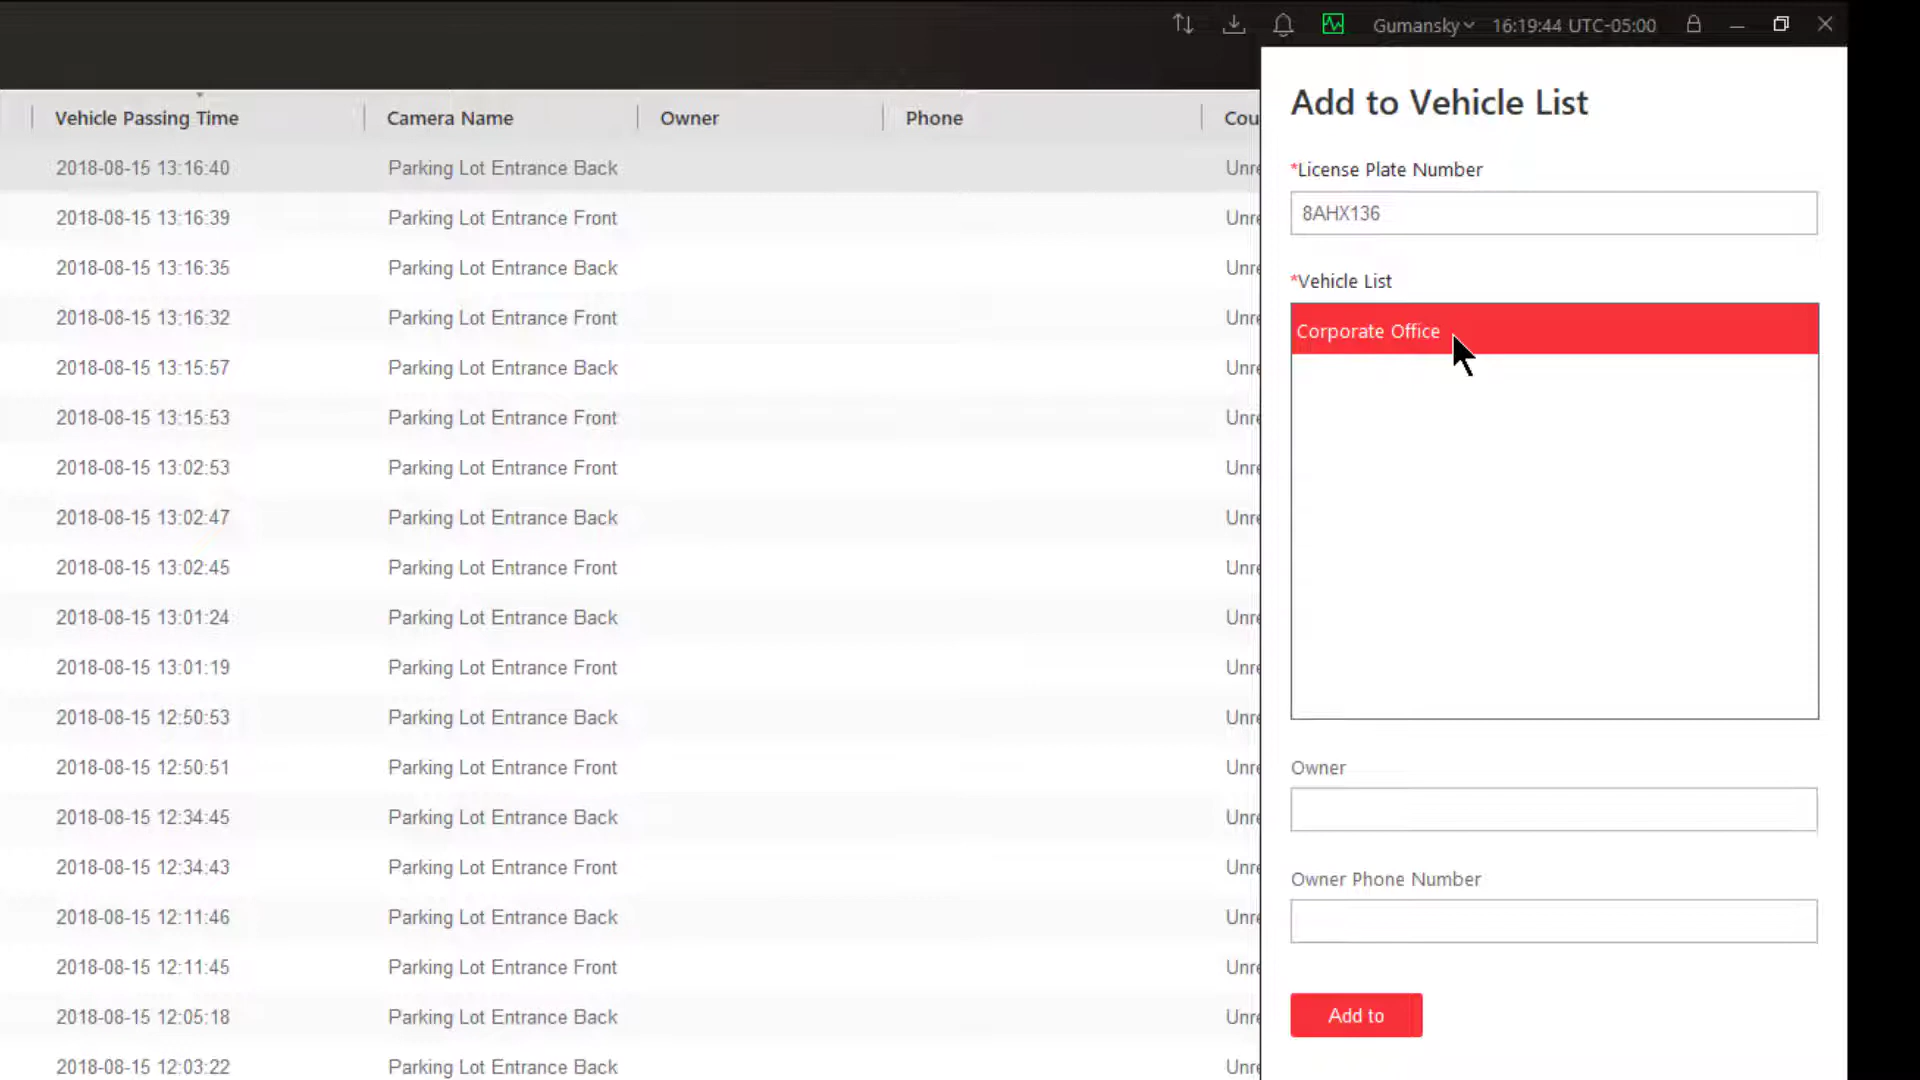 Gumansky 16:19:44 UTC-05:00
Vehicle Passing Time Camera Name Owner Phone Cou
2018-08-15 13:16:40 Parking Lot Entrance Back Unre
2018-08-15 13:16:39 Parking Lot Entrance Front Unre
2018-08-15 13:16:35 Parking Lot Entrance Back Unre
2018-08-15 13:16:32 Parking Lot Entrance Front Unre
2018-08-15 13:15:57 Parking Lot Entrance Back Unre
2018-08-15 13:15:53 Parking Lot Entrance Front Unre
2018-08-15 13:02:53 Parking Lot Entrance Front Unre
2018-08-15 13:02:47 Parking Lot Entrance Back Unre
2018-08-15 13:02:45 Parking Lot Entrance Front Unre
2018-08-15 13:01:24 Parking Lot Entrance Back Unre
2018-08-15 13:01:19 Parking Lot Entrance Front Unre
2018-08-15 12:50:53 Parking Lot Entrance Back Unre
2018-08-15 12:50:51 Parking Lot Entrance Front Unre
2018-08-15 12:34:45 Parking Lot Entrance Back Unre
2018-08-15 12:34:43 Parking Lot Entrance Front Unre
2018-08-15 12:11:46 Parking Lot Entrance Back Unre
2018-08-15 12:11:45 Parking Lot Entrance Front Unre
2018-08-15 12:05:18 Parking Lot Entrance Back Unre
2018-08-15 12:03:22 Parking Lot Entrance Back Unre
Add to Vehicle List
*License Plate Number
8AHX136
*Vehicle List
Corporate Office
Owner
Owner Phone Number
Add to